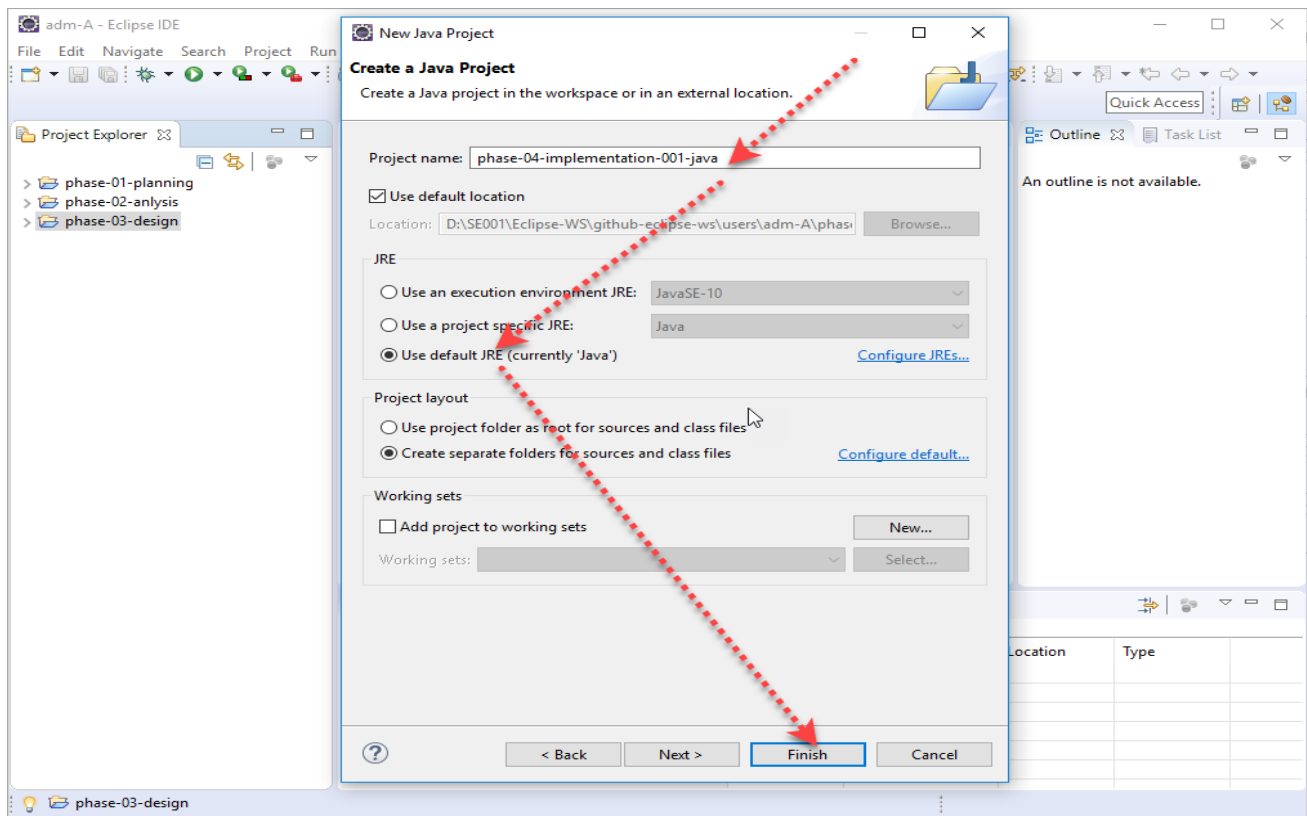 adm-A - Eclipse IDE
File Edit Navigate Search Project Run
Quick Access
Project Explorer
phase-01-planning
phase-02-anlysis
phase-03-design
New Java Project
Create a Java Project
Create a Java project in the workspace or in an external location.
Project name: phase-04-implementation-001-java
Use default location
Location: D:\SE001\Eclipse-WS\github-eclipse-ws\users\adm-A\phas Browse...
JRE
Use an execution environment JRE: JavaSE-10
Use a project specific JRE: Java
Use default JRE (currently 'Java') Configure JREs...
Project layout
Use project folder as root for sources and class files
Create separate folders for sources and class files Configure default...
Working sets
Add project to working sets New...
Working sets: Select...
? < Back Next > Finish Cancel
Outline Task List
An outline is not available.
Location Type
phase-03-design